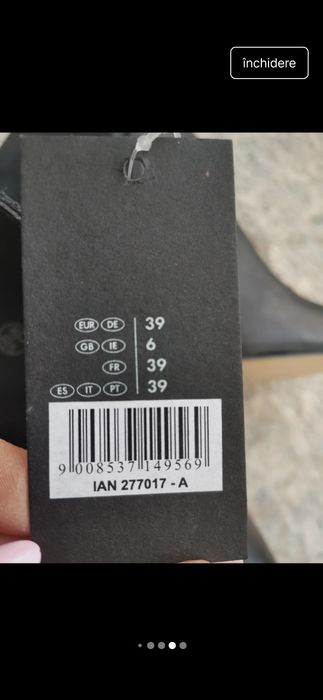 închidere
EUR DE 39
GB IE 6
FR 39
ES IT PT 39
9 008537 149569
IAN 277017 - A